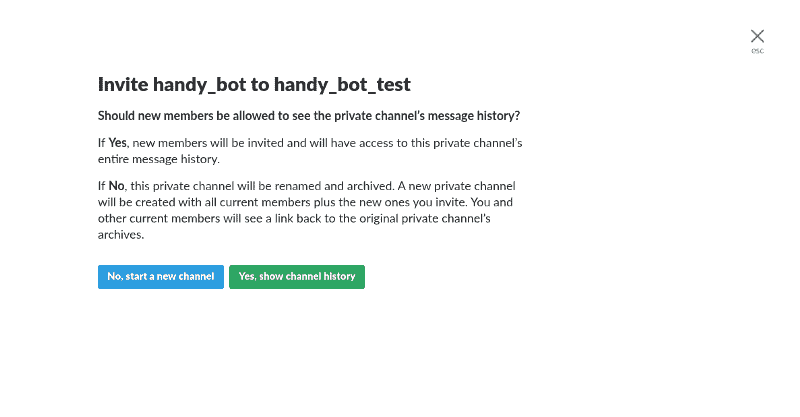 esc
Invite handy_bot to handy_bot_test
Should new members be allowed to see the private channel's message history?
If Yes, new members will be invited and will have access to this private channel's
entire message history.
If No, this private channel will be renamed and archived. A new private channel
will be created with all current members plus the new ones you invite. You and
other current members will see a link back to the original private channel's
archives.
No, start a new channel Yes, show channel history